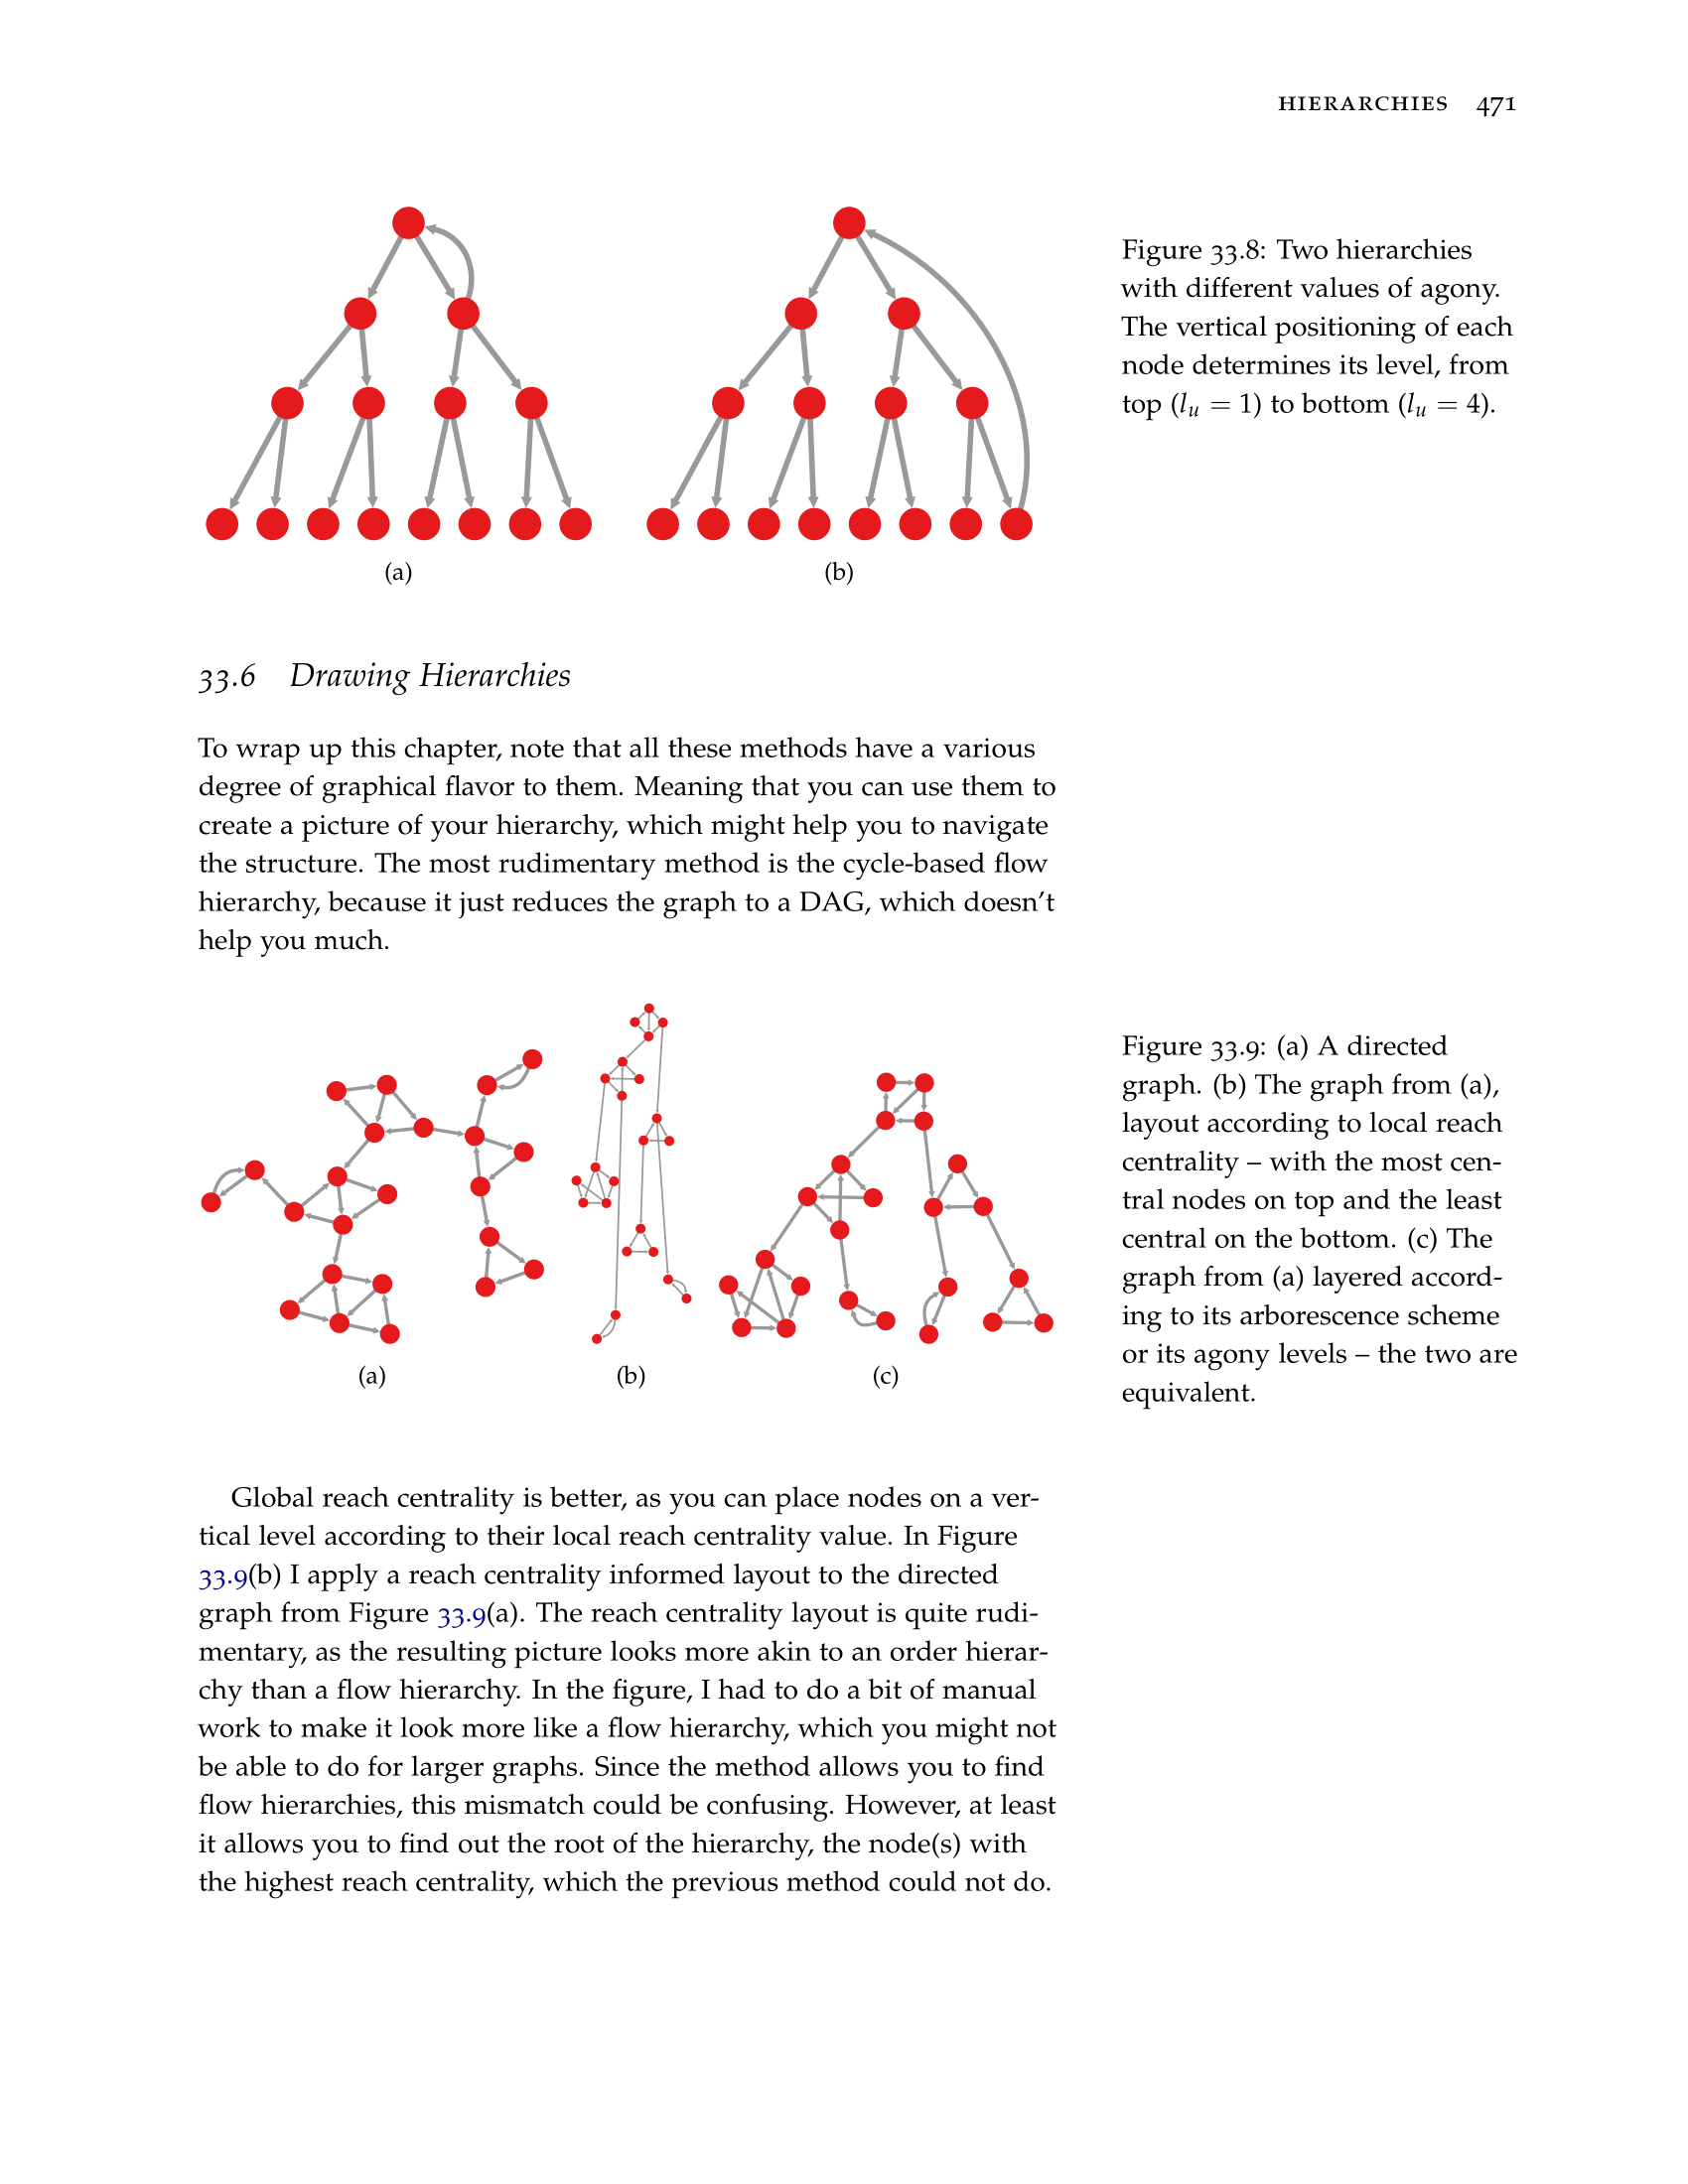 HIERARCHIES 471
Figure 33.8: Two hierarchies
with different values of agony.
The vertical positioning of each
node determines its level, from
top (lu = 1) to bottom (lu = 4).
(a)
(b)
33.6 Drawing Hierarchies
To wrap up this chapter, note that all these methods have a various
degree of graphical flavor to them. Meaning that you can use them to
create a picture of your hierarchy, which might help you to navigate
the structure. The most rudimentary method is the cycle-based flow
hierarchy, because it just reduces the graph to a DAG, which doesn't
help you much.
(a)
(b)
(c)
Figure 33.9: (a) A directed
graph. (b) The graph from (a),
layout according to local reach
centrality – with the most cen-
tral nodes on top and the least
central on the bottom. (c) The
graph from (a) layered accord-
ing to its arborescence scheme
or its agony levels – the two are
equivalent.
Global reach centrality is better, as you can place nodes on a ver-
tical level according to their local reach centrality value. In Figure
33.9(b) I apply a reach centrality informed layout to the directed
graph from Figure 33.9(a). The reach centrality layout is quite rudi-
mentary, as the resulting picture looks more akin to an order hierar-
chy than a flow hierarchy. In the figure, I had to do a bit of manual
work to make it look more like a flow hierarchy, which you might not
be able to do for larger graphs. Since the method allows you to find
flow hierarchies, this mismatch could be confusing. However, at least
it allows you to find out the root of the hierarchy, the node(s) with
the highest reach centrality, which the previous method could not do.